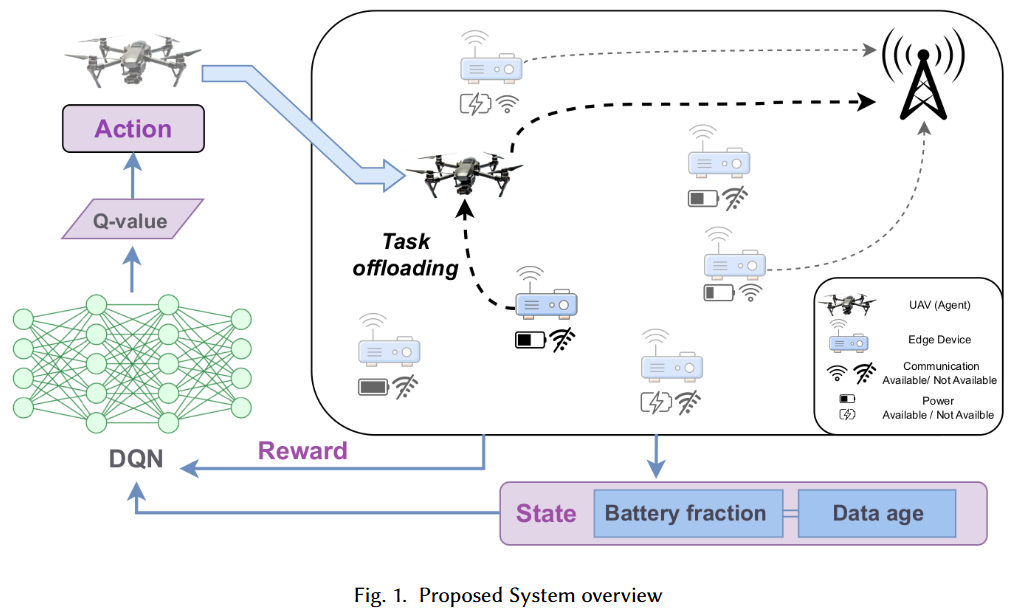 Action
Q-value
DQN
Task
offloading
UAV (Agent)
Edge Device
Communication
Available/ Not Available
Power
Available / Not Availble
Reward
State
Battery fraction
Data age
Fig. 1. Proposed System overview